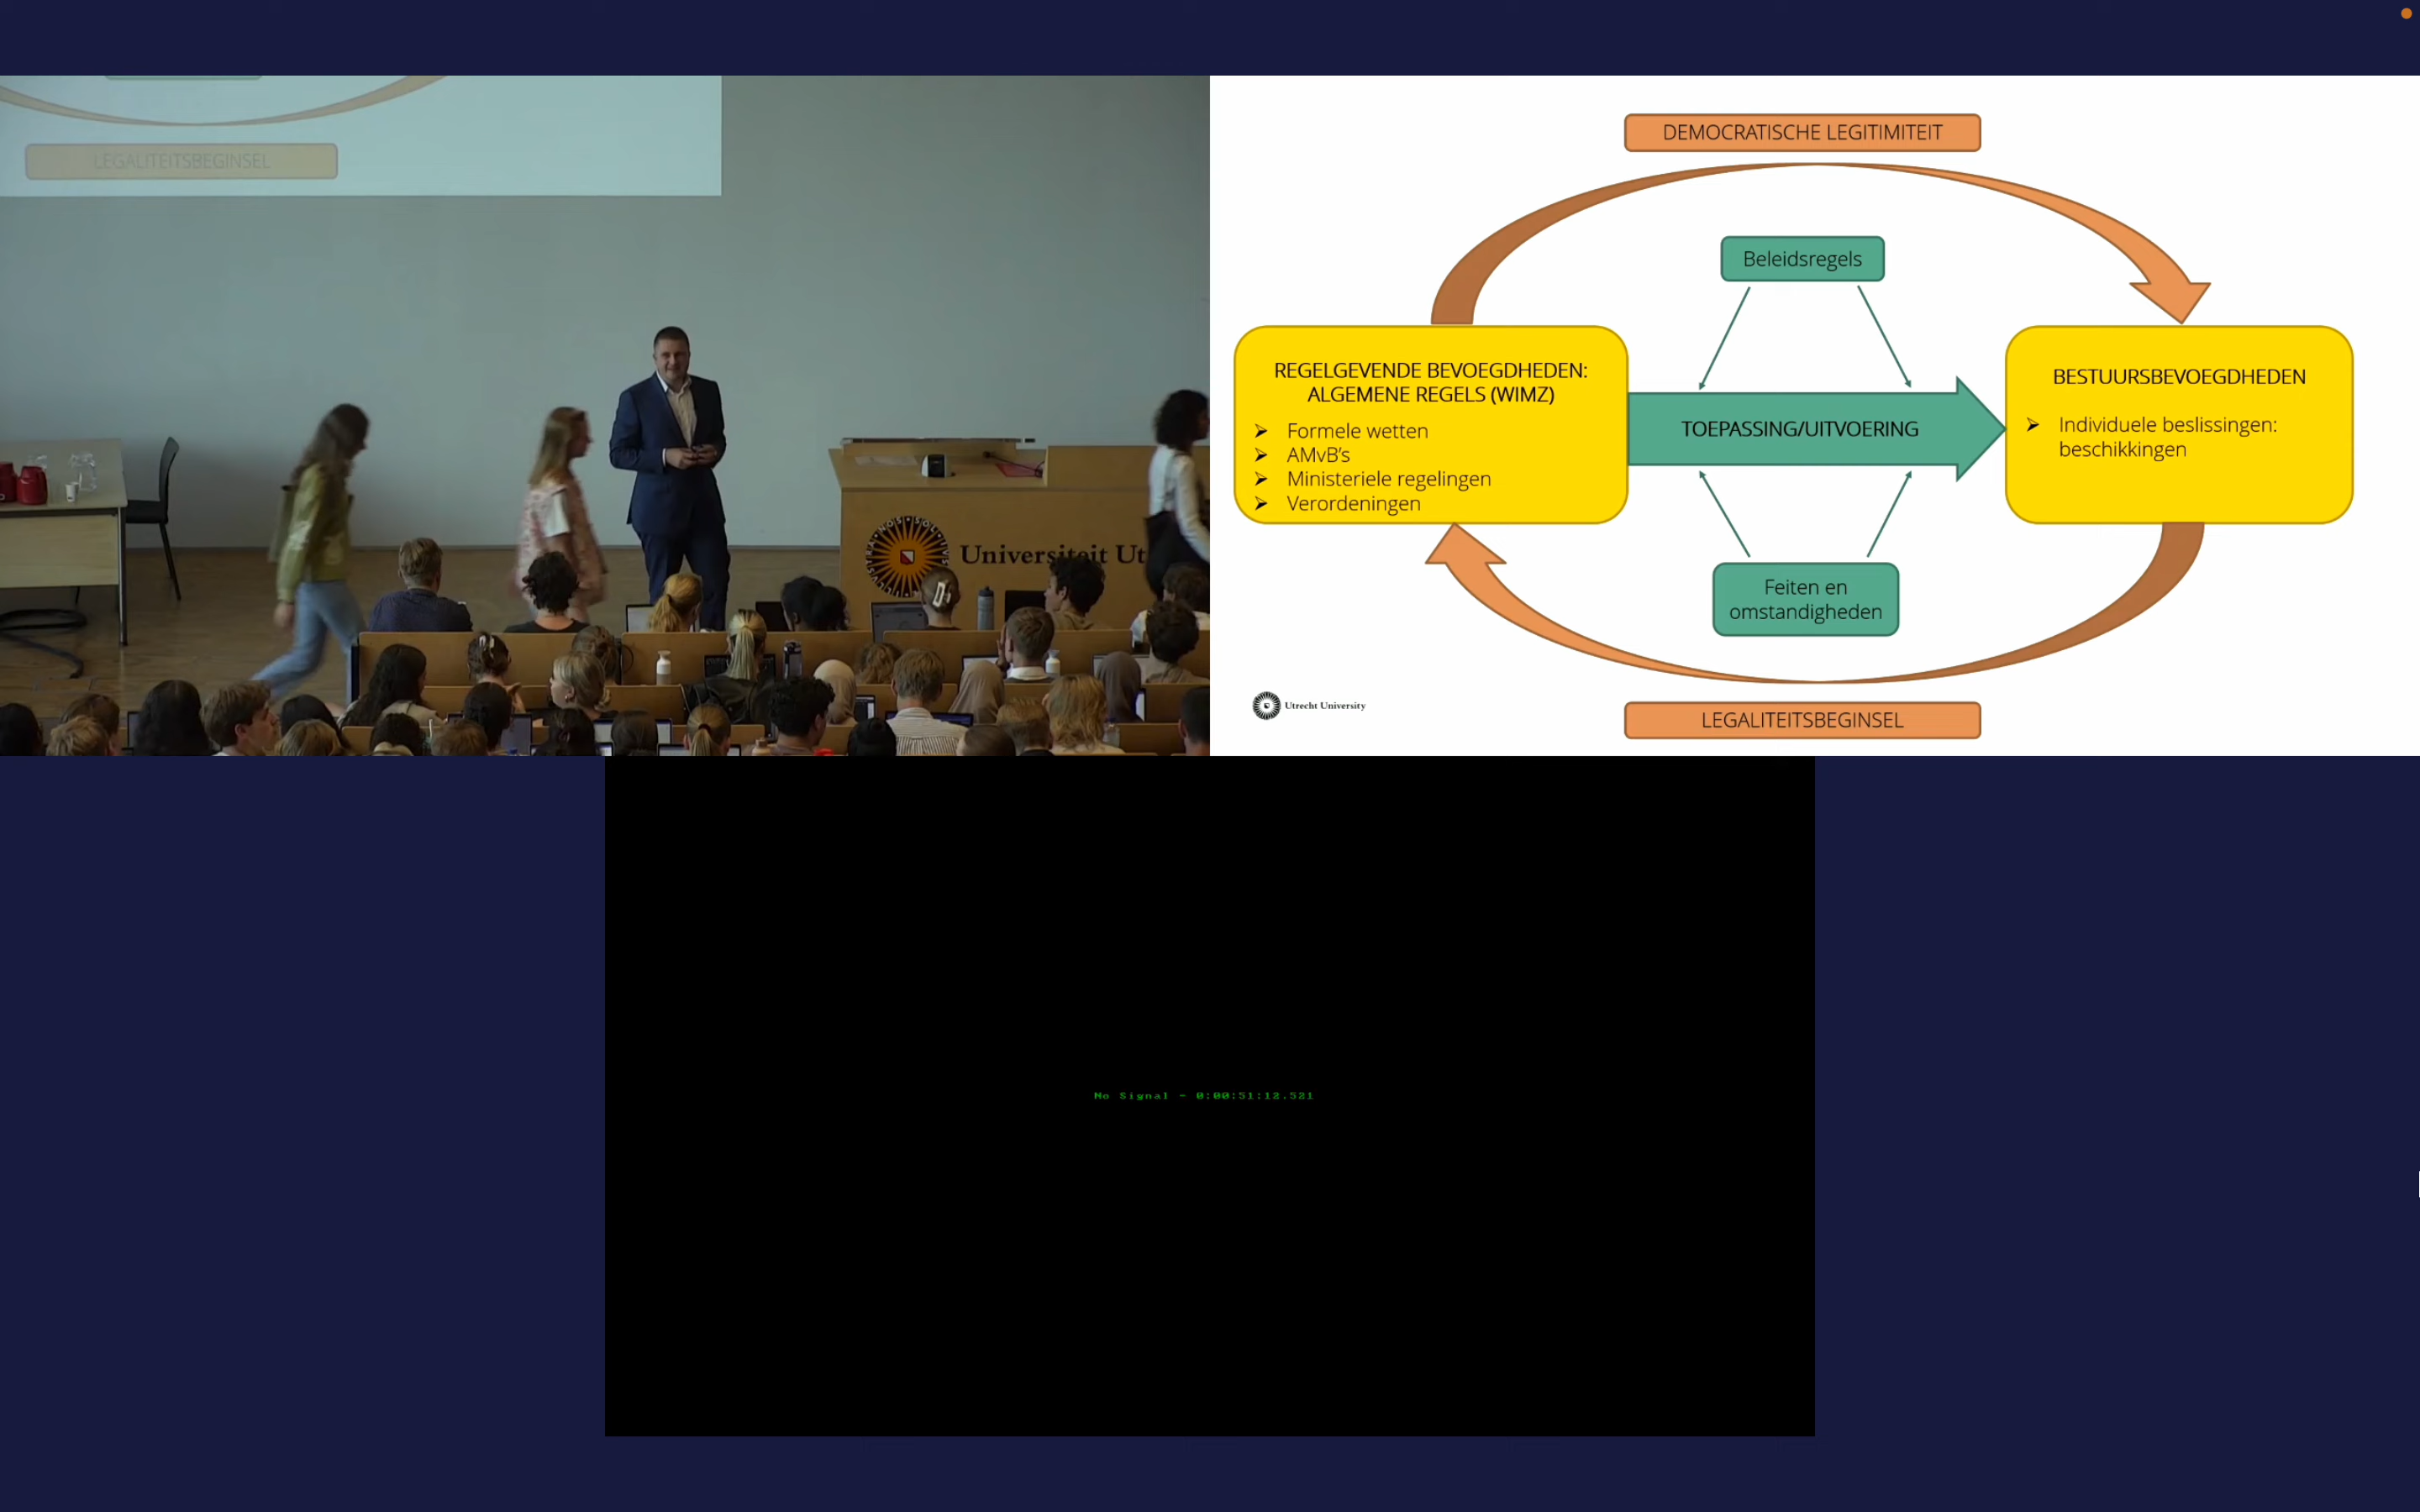 LEGALITEITSBEGINSEL
Universiteit Ut
DEMOCRATISCHE LEGITIMITEIT
Beleidsregels
REGELGEVENDE BEVOEGDHEDEN:
ALGEMENE REGELS (WIMZ)
➢ Formele wetten
➢ AMvB's
➢ Ministeriele regelingen
➢ Verordeningen
TOEPASSING/UITVOERING
BESTUURSBEVOEGDHEDEN
➢ Individuele beslissingen:
beschikkingen
Feiten en
omstandigheden
Utrecht University
LEGALITEITSBEGINSEL
No Signal - 0:00:51:12.521